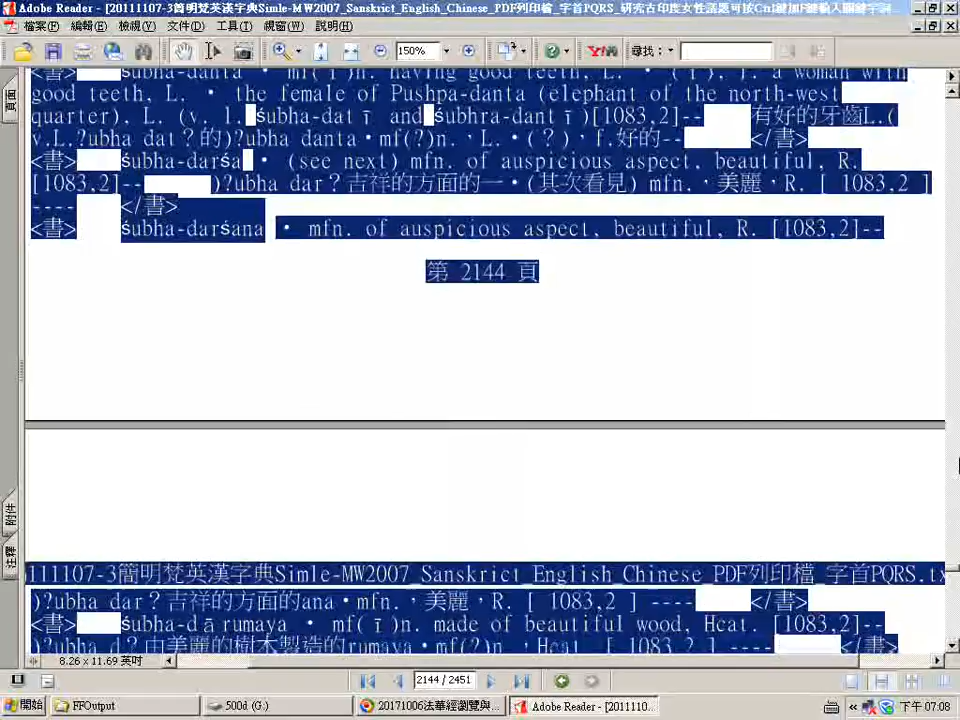 Adobe Reader - [20111107-3簡明梵英漢字典Simle-MW2007_Sanskrict_English_Chinese_PDF列印檔_字首PQRS_研究古印度女性議題可按Ctrl鍵加F鍵輸入關鍵字詞
檔案(F) 編輯(E) 檢視(V) 文件(D) 工具(T) 視窗(W) 說明(H)
150% Y! 尋找：
頁面
<書> śubha-danta · mf(ī)n. having good teeth, L. · (ī), f. a woman with
good teeth, L. · the female of Pushpa-danta (elephant of the north-west
quarter), L. (v. l. śubha-datī and śubhra-dantī)[1083,2]-- 有好的牙齒L.(
v.L.?ubha dat？的)?ubha danta·mf(?)n. ，L.·(？)，f.好的-- </書>
<書> śubha-darśa · (see next) mfn. of auspicious aspect, beautiful, R.
[1083,2]-- )?ubha dar？吉祥的方面的一·(其次看見) mfn.，美麗，R. [ 1083,2 ]
---- </書>
<書> śubha-darśana · mfn. of auspicious aspect, beautiful, R. [1083,2]--
第 2144 頁
附件
註釋
111107-3簡明梵英漢字典Simle-MW2007_Sanskrict_English_Chinese_PDF列印檔_字首PQRS.tx
)?ubha dar？吉祥的方面的ana·mfn.，美麗，R. [ 1083,2 ] ---- </書>
<書> śubha-dārumaya · mf(ī)n. made of beautiful wood, Hcat. [1083,2]--
)?ubha d？由美麗的樹木製造的rumaya·mf(?)n.，Hcat. [ 1083,2 ] ---- </書>
8.26 x 11.69 英吋
2144 / 2451
開始 FFOutput 500d (G:) 20171006法華經瀏覽與... Adobe Reader - [2011110... 下午 07:08